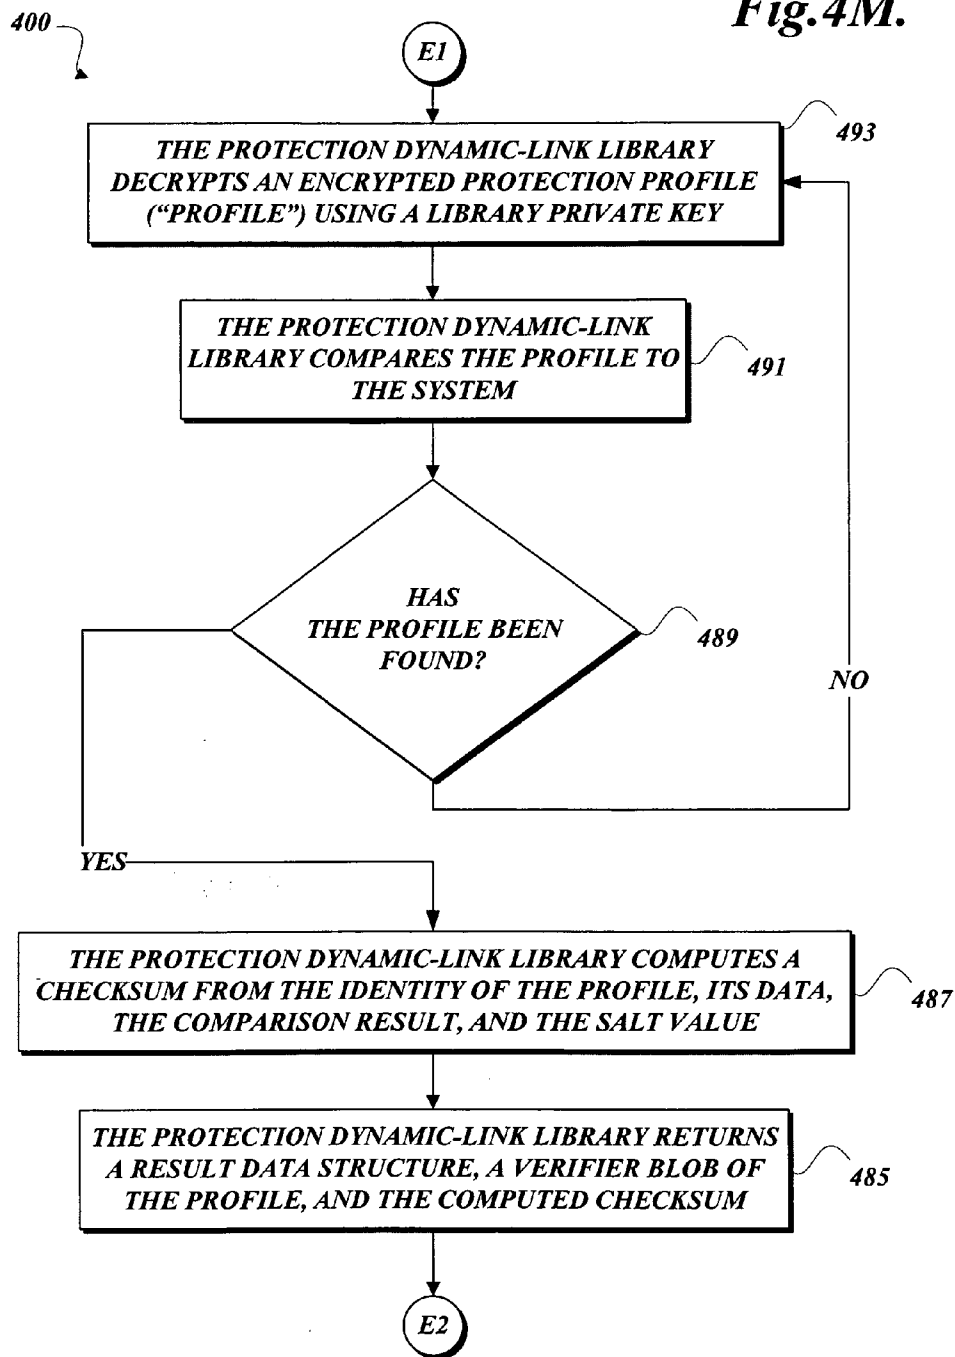 Fig.4M.
400
E1
493
THE PROTECTION DYNAMIC-LINK LIBRARY
DECRYPTS AN ENCRYPTED PROTECTION PROFILE
(“PROFILE”) USING A LIBRARY PRIVATE KEY
THE PROTECTION DYNAMIC-LINK
LIBRARY COMPARES THE PROFILE TO
THE SYSTEM
491
HAS
THE PROFILE BEEN
FOUND?
489
NO
YES
THE PROTECTION DYNAMIC-LINK LIBRARY COMPUTES A
CHECKSUM FROM THE IDENTITY OF THE PROFILE, ITS DATA,
THE COMPARISON RESULT, AND THE SALT VALUE
487
THE PROTECTION DYNAMIC-LINK LIBRARY RETURNS
A RESULT DATA STRUCTURE, A VERIFIER BLOB OF
THE PROFILE, AND THE COMPUTED CHECKSUM
485
E2